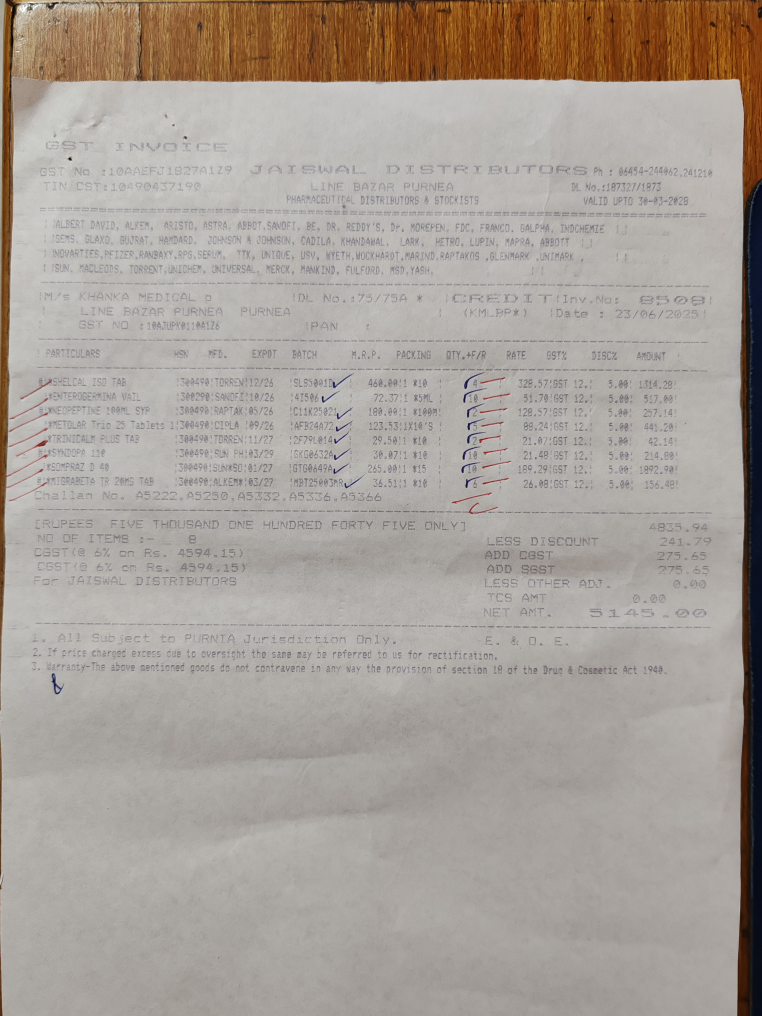 GST INVOICE
GST No :10AAEFJ1827A1Z9 JAISWAL DISTRIBUTORS Ph : 06454-244062,241210
TIN CST:10490437190 LINE BAZAR PURNEA DL No.:187327/1873
PHARMACEUTICAL DISTRIBUTORS & STOCKISTS VALID UPTO 30-03-2028
ALBERT DAVID, ALKEM, ARISTO, ASTRA, ABBOT,SANOFI, BE, DR. REDDY'S, Dr. MOREPEN, FDC, FRANCO, GALPHA, INDCHEMIE
!GEMS, GLAXO, GUJRAT, HAMDARD, JOHNSON & JOHNSON, CADILA, KHANDAWAL, LARK, HETRO, LUPIN, MAPRA, ABBOTT
INOVARTIES,PFIZER,RANBAXY,RPG,SERUM, TTK, UNIQUE, USV, WYETH,WOCKHARDT,MARIND,RAPTAKOS ,GLENMARK ,UNIMARK ,
!SUN, MACLEODS, TORRENT,UNICHEM, UNIVERSAL, MERCK, MANKIND, FULFORD, MSD,YASH,
!M/s KHANKA MEDICAL p !DL No.:75/75A * !CREDIT!Inv.No: 8508!
! LINE BAZAR PURNEA PURNEA ! (KMLBP*) !Date : 23/06/2025!
! GST NO :10AJUPK0110A1Z6 !PAN :
PARTICULARS HSN MFG. EXPDT BATCH M.R.P. PACKING QTY.+F/R RATE GST% DISC% AMOUNT
SHELCAL ISO TAB !300490!TORREN!12/26 !SLBS001 460.00!1 *10 4 328.57!GST 12.! 5.00! 1314.28!
*ENTEROGERMINA VAIL !300290!SANOFI!10/26 !4I506 72.37!1 *5ML 10 51.70!GST 12.! 5.00! 517.00!
*NEOPEPTINE 100ML SYP !300490!RAPTAK!05/26 !C11K25021 180.00!1 *100M! 2 128.57!GST 12.! 5.00! 257.14!
*METOLAR Trio 25 Tablets 1!300490!CIPLA !09/26 !AFB24A72 123.53!1X10'S 5 88.24!GST 12.! 5.00! 441.20!
*TRINICALM PLUS TAB !300490!TORREN!11/27 !2F79L014 29.50!1 *10 2 21.07!GST 12.! 5.00! 42.14!
*SYNDOPA 110 !300490!SUN PH!03/29 !GKG0632A 30.07!1 *10 10 21.48!GST 12.! 5.00! 214.80!
*SOMPRAZ D 40 !300490!SUN*SD!01/27 !GTG0649A 265.00!1 *15 10 189.29!GST 12.! 5.00! 1892.90!
*MIGRABETA TR 20MG TAB !300490!ALKEM*!03/27 !MBT25003 36.51!1 *10 6 26.08!GST 12.! 5.00! 156.48!
Challan No. A5222,A5250,A5332,A5336,A5366
[RUPEES FIVE THOUSAND ONE HUNDRED FORTY FIVE ONLY] 4835.94
NO OF ITEMS :- 8 LESS DISCOUNT 241.79
CGST(@ 6% on Rs. 4594.15) ADD CGST 275.65
CGST(@ 6% on Rs. 4594.15) ADD SGST 275.65
For JAISWAL DISTRIBUTORS LESS OTHER ADJ. 0.00
TCS AMT 0.00
NET AMT. 5145.00
1. All Subject to PURNIA Jurisdiction Only. E. & O. E.
2. If price charged excess due to oversight the same may be referred to us for rectification.
3. Warranty-The above mentioned goods do not contravene in any way the provision of section 18 of the Drug & Cosmetic Act 1940.